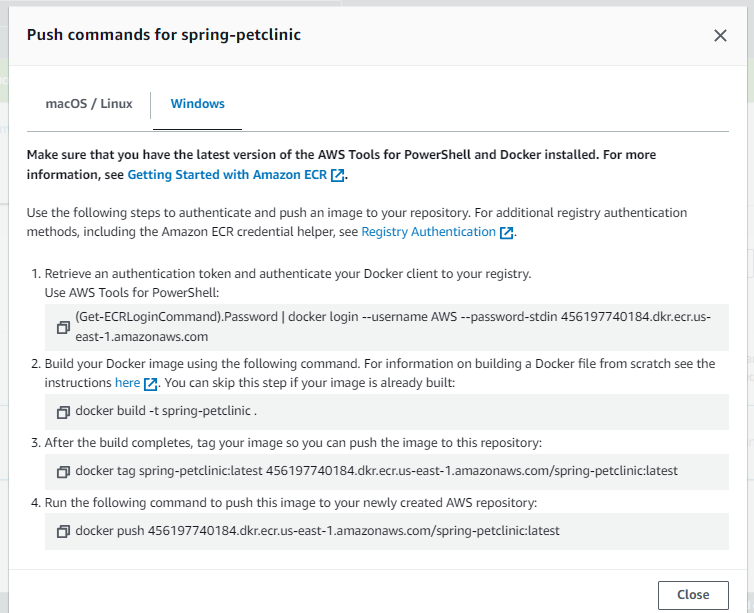 Push commands for spring-petclinic
macOS / Linux
Windows
Make sure that you have the latest version of the AWS Tools for PowerShell and Docker installed. For more
information, see Getting Started with Amazon ECR.
Use the following steps to authenticate and push an image to your repository. For additional registry authentication
methods, including the Amazon ECR credential helper, see Registry Authentication.
1. Retrieve an authentication token and authenticate your Docker client to your registry.
Use AWS Tools for PowerShell:
(Get-ECRLoginCommand).Password | docker login --username AWS --password-stdin 456197740184.dkr.ecr.us-
east-1.amazonaws.com
2. Build your Docker image using the following command. For information on building a Docker file from scratch see the
instructions here. You can skip this step if your image is already built:
docker build -t spring-petclinic .
3. After the build completes, tag your image so you can push the image to this repository:
docker tag spring-petclinic:latest 456197740184.dkr.ecr.us-east-1.amazonaws.com/spring-petclinic:latest
4. Run the following command to push this image to your newly created AWS repository:
docker push 456197740184.dkr.ecr.us-east-1.amazonaws.com/spring-petclinic:latest
Close